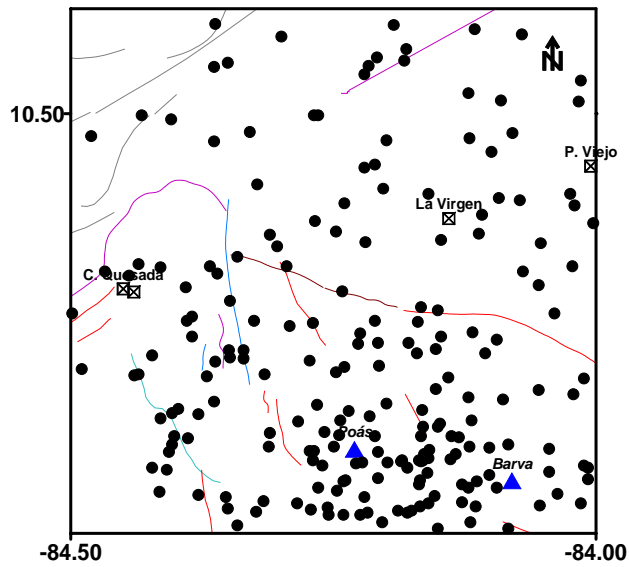 N
10.50
P. Viejo
La Virgen
C. Quesada
Poás
Barva
-84.50
-84.00